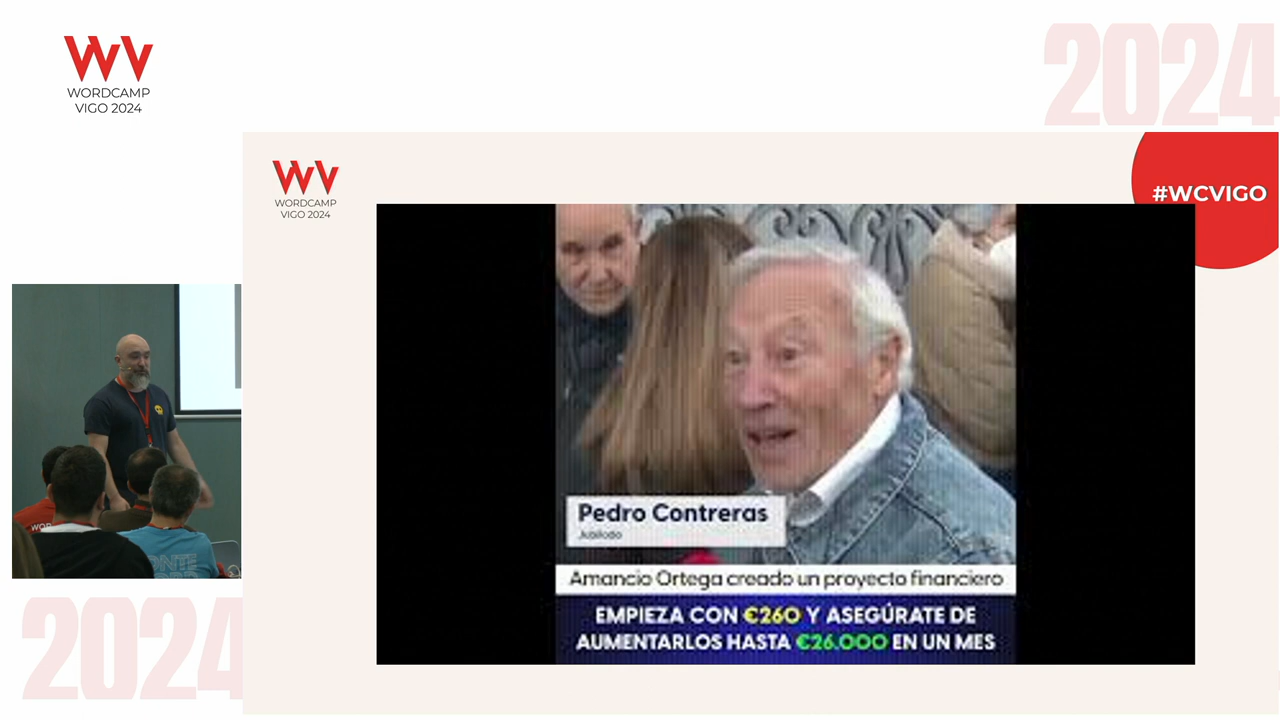 WORDCAMP
VIGO 2024
2024
WORDCAMP
VIGO 2024
#WCVIGO
Pedro Contreras
Jubilado
Amancio Ortega creado un proyecto financiero
EMPIEZA CON €260 Y ASEGÚRATE DE
AUMENTARLOS HASTA €26.000 EN UN MES
2024